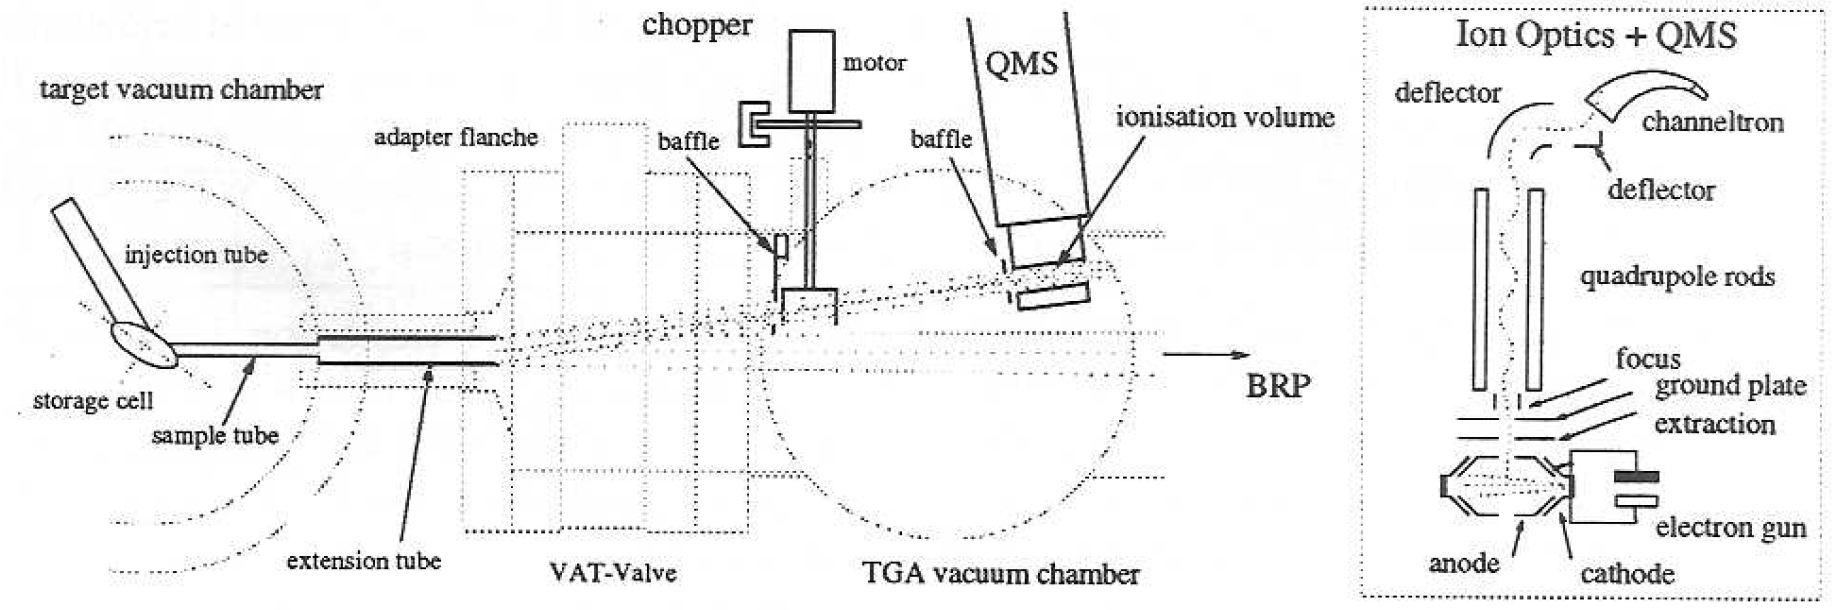 chopper
motor
QMS
target vacuum chamber
adapter flanche
baffle
baffle
ionisation volume
injection tube
storage cell
sample tube
extension tube
VAT-Valve
TGA vacuum chamber
BRP
Ion Optics + QMS
deflector
channeltron
deflector
quadrupole rods
focus
ground plate
extraction
electron gun
anode
cathode